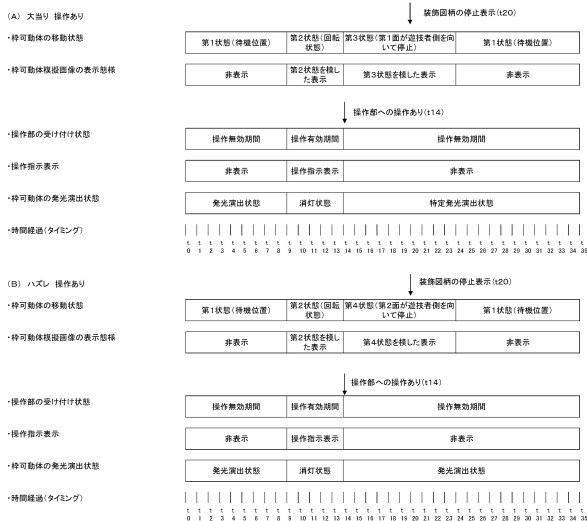 (A) 大当り 操作あり
装飾図柄の停止表示(t20)
・枠可動体の移動状態
第1状態(待機位置)
第2状態(回転状態)
第3状態(第1面が遊技者側を向いて停止)
第1状態(待機位置)
・枠可動体模擬画像の表示態様
非表示
第2状態を模した表示
第3状態を模した表示
非表示
操作部への操作あり(t14)
・操作部の受け付け状態
操作無効期間
操作有効期間
操作無効期間
・操作指示表示
非表示
操作指示表示
非表示
・枠可動体の発光演出状態
発光演出状態
消灯状態
特定発光演出状態
・時間経過(タイミング)
t0 t1 t2 t3 t4 t5 t6 t7 t8 t9 t10 t11 t12 t13 t14 t15 t16 t17 t18 t19 t20 t21 t22 t23 t24 t25 t26 t27 t28 t29 t30 t31 t32 t33 t34 t35
(B) ハズレ 操作あり
装飾図柄の停止表示(t20)
・枠可動体の移動状態
第1状態(待機位置)
第2状態(回転状態)
第4状態(第2面が遊技者側を向いて停止)
第1状態(待機位置)
・枠可動体模擬画像の表示態様
非表示
第2状態を模した表示
第4状態を模した表示
非表示
操作部への操作あり(t14)
・操作部の受け付け状態
操作無効期間
操作有効期間
操作無効期間
・操作指示表示
非表示
操作指示表示
非表示
・枠可動体の発光演出状態
発光演出状態
消灯状態
発光演出状態
・時間経過(タイミング)
t0 t1 t2 t3 t4 t5 t6 t7 t8 t9 t10 t11 t12 t13 t14 t15 t16 t17 t18 t19 t20 t21 t22 t23 t24 t25 t26 t27 t28 t29 t30 t31 t32 t33 t34 t35